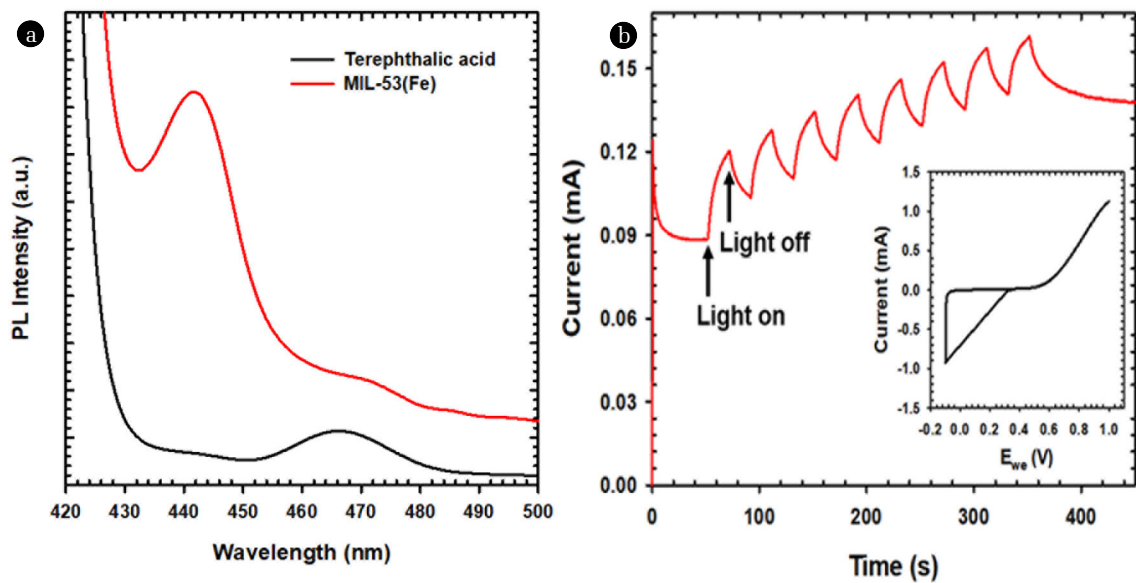 a
Terephthalic acid
MIL-53(Fe)
PL Intensity (a.u.)
420 430 440 450 460 470 480 490 500
Wavelength (nm)
b
0.15
0.12
0.09
0.06
0.03
0.00
Current (mA)
Light off
Light on
0 100 200 300 400
Time (s)
1.5
1.0
0.5
0.0
-0.5
-1.0
-1.5
Current (mA)
-0.2 0.0 0.2 0.4 0.6 0.8 1.0
Ewe (V)